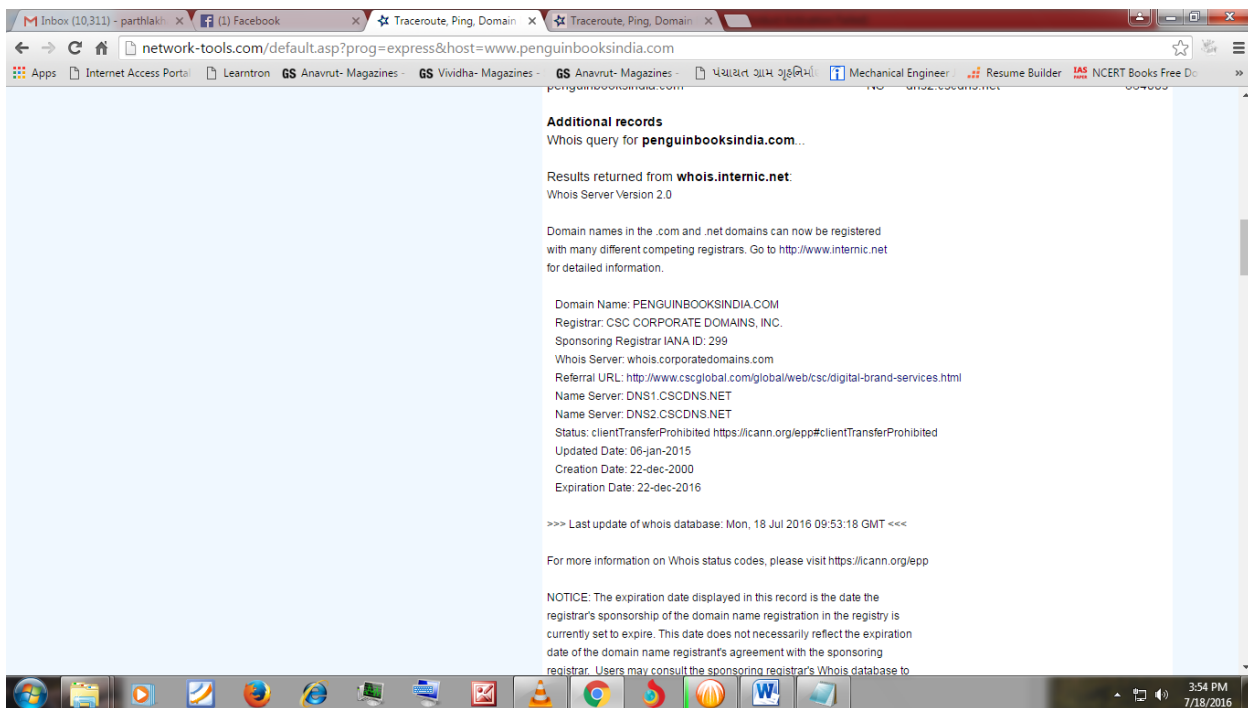 Inbox (10,311) - parthlakh
(1) Facebook
Traceroute, Ping, Domain
Traceroute, Ping, Domain
network-tools.com/default.asp?prog=express&host=www.penguinbooksindia.com
Apps Internet Access Portal Learntron GS Anavrut- Magazines - GS Vividha- Magazines - GS Anavrut- Magazines - પંચાયત ગ્રામ ગૃહનિર્મા Mechanical Engineer Resume Builder IAS NCERT Books Free Do »
penguinbooksindia.com NS dns2.cscdns.net
Additional records
Whois query for penguinbooksindia.com...
Results returned from whois.internic.net:
Whois Server Version 2.0
Domain names in the .com and .net domains can now be registered
with many different competing registrars. Go to http://www.internic.net
for detailed information.
Domain Name: PENGUINBOOKSINDIA.COM
Registrar: CSC CORPORATE DOMAINS, INC.
Sponsoring Registrar IANA ID: 299
Whois Server: whois.corporatedomains.com
Referral URL: http://www.cscglobal.com/global/web/csc/digital-brand-services.html
Name Server: DNS1.CSCDNS.NET
Name Server: DNS2.CSCDNS.NET
Status: clientTransferProhibited https://icann.org/epp#clientTransferProhibited
Updated Date: 06-jan-2015
Creation Date: 22-dec-2000
Expiration Date: 22-dec-2016
>>> Last update of whois database: Mon, 18 Jul 2016 09:53:18 GMT <<<
For more information on Whois status codes, please visit https://icann.org/epp
NOTICE: The expiration date displayed in this record is the date the
registrar's sponsorship of the domain name registration in the registry is
currently set to expire. This date does not necessarily reflect the expiration
date of the domain name registrant's agreement with the sponsoring
registrar. Users may consult the sponsoring registrar's Whois database to
3:54 PM
7/18/2016